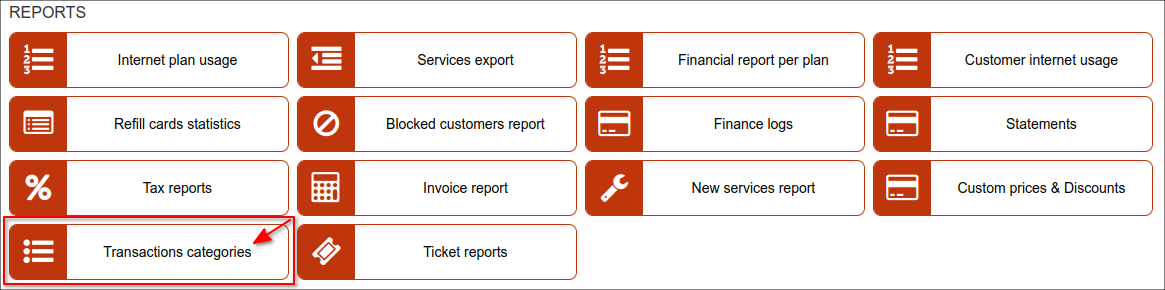 REPORTS
Internet plan usage
Services export
Financial report per plan
Customer internet usage
Refill cards statistics
Blocked customers report
Finance logs
Statements
Tax reports
Invoice report
New services report
Custom prices & Discounts
Transactions categories
Ticket reports